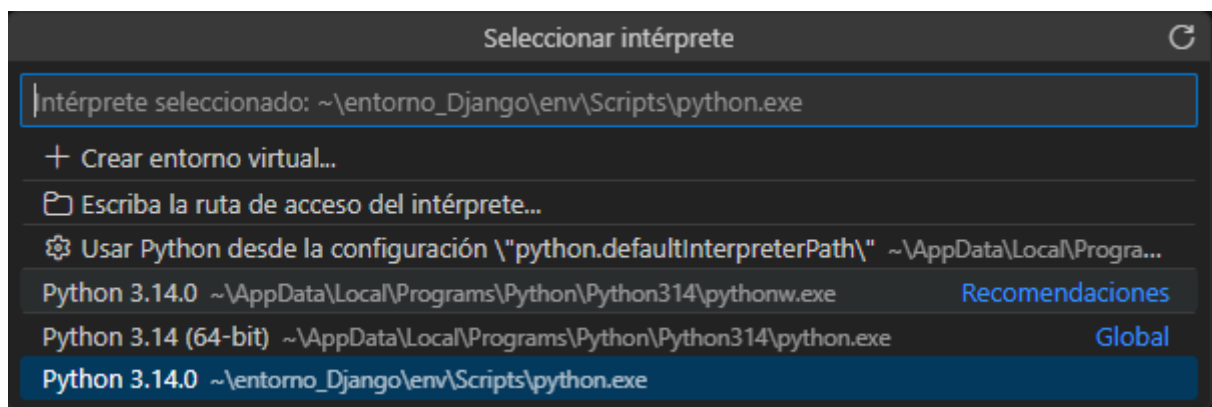 Seleccionar intérprete
Intérprete seleccionado: ~\entorno_Django\env\Scripts\python.exe
+ Crear entorno virtual...
Escriba la ruta de acceso del intérprete...
Usar Python desde la configuración \"python.defaultInterpreterPath\" ~\AppData\Local\Progra...
Python 3.14.0 ~\AppData\Local\Programs\Python\Python314\pythonw.exe Recomendaciones
Python 3.14 (64-bit) ~\AppData\Local\Programs\Python\Python314\python.exe Global
Python 3.14.0 ~\entorno_Django\env\Scripts\python.exe